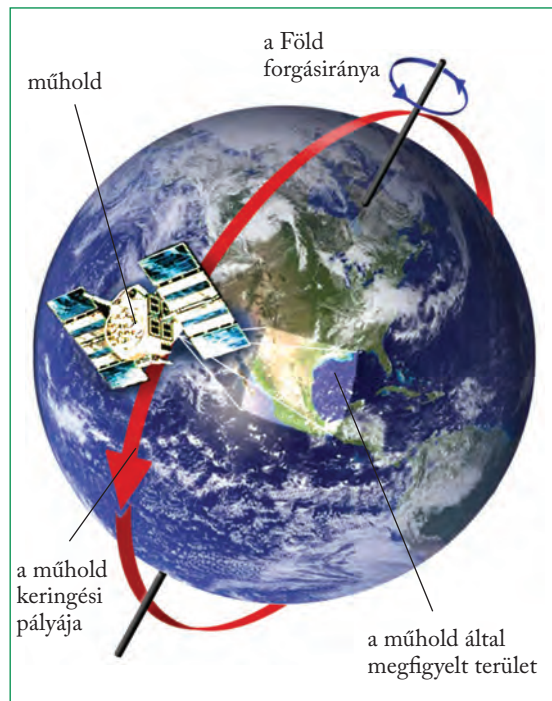 a Föld
forgásiránya
műhold
a műhold
keringési
pályája
a műhold által
megfigyelt terület